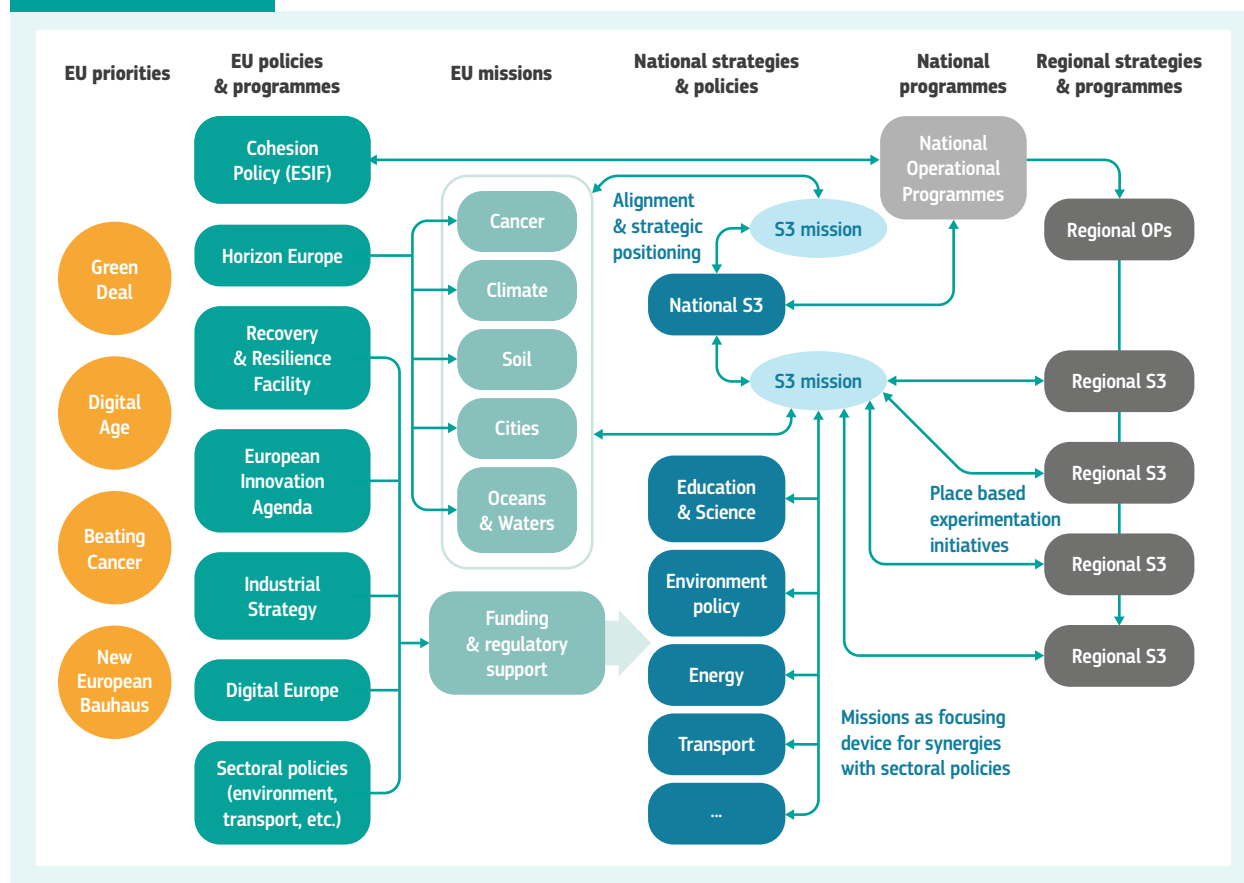 EU priorities
EU policies
& programmes
EU missions
National strategies
& policies
National
programmes
Regional strategies
& programmes
Green
Deal
Digital
Age
Beating
Cancer
New
European
Bauhaus
Cohesion
Policy (ESIF)
Horizon Europe
Recovery
& Resilience
Facility
European
Innovation
Agenda
Industrial
Strategy
Digital Europe
Sectoral policies
(environment,
transport, etc.)
Cancer
Climate
Soil
Cities
Oceans
& Waters
Funding
& regulatory
support
Alignment
& strategic
positioning
S3 mission
National S3
S3 mission
Education
& Science
Environment
policy
Energy
Transport
...
National
Operational
Programmes
Place based
experimentation
initiatives
Missions as focusing
device for synergies
with sectoral policies
Regional OPs
Regional S3
Regional S3
Regional S3
Regional S3